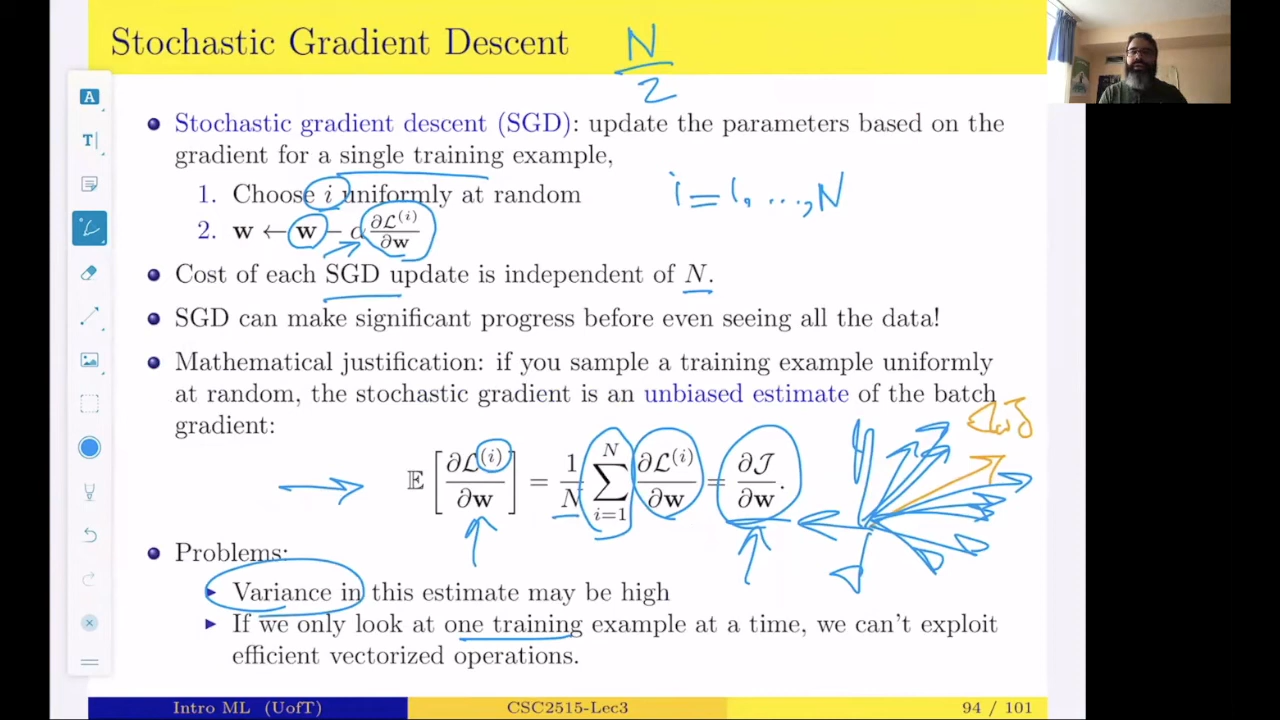 Stochastic Gradient Descent
N
2
Stochastic gradient descent (SGD): update the parameters based on the
gradient for a single training example,
1. Choose i uniformly at random
i = 1, ..., N
2. w ← w − α ∂L^(i)/∂w
Cost of each SGD update is independent of N.
SGD can make significant progress before even seeing all the data!
Mathematical justification: if you sample a training example uniformly
at random, the stochastic gradient is an unbiased estimate of the batch
gradient:
E[∂L^(i)/∂w] = 1/N ∑_{i=1}^{N} ∂L^(i)/∂w = ∂J/∂w.
Problems:
Variance in this estimate may be high
If we only look at one training example at a time, we can't exploit
efficient vectorized operations.
Intro ML (UofT) CSC2515-Lec3 94 / 101
A
T